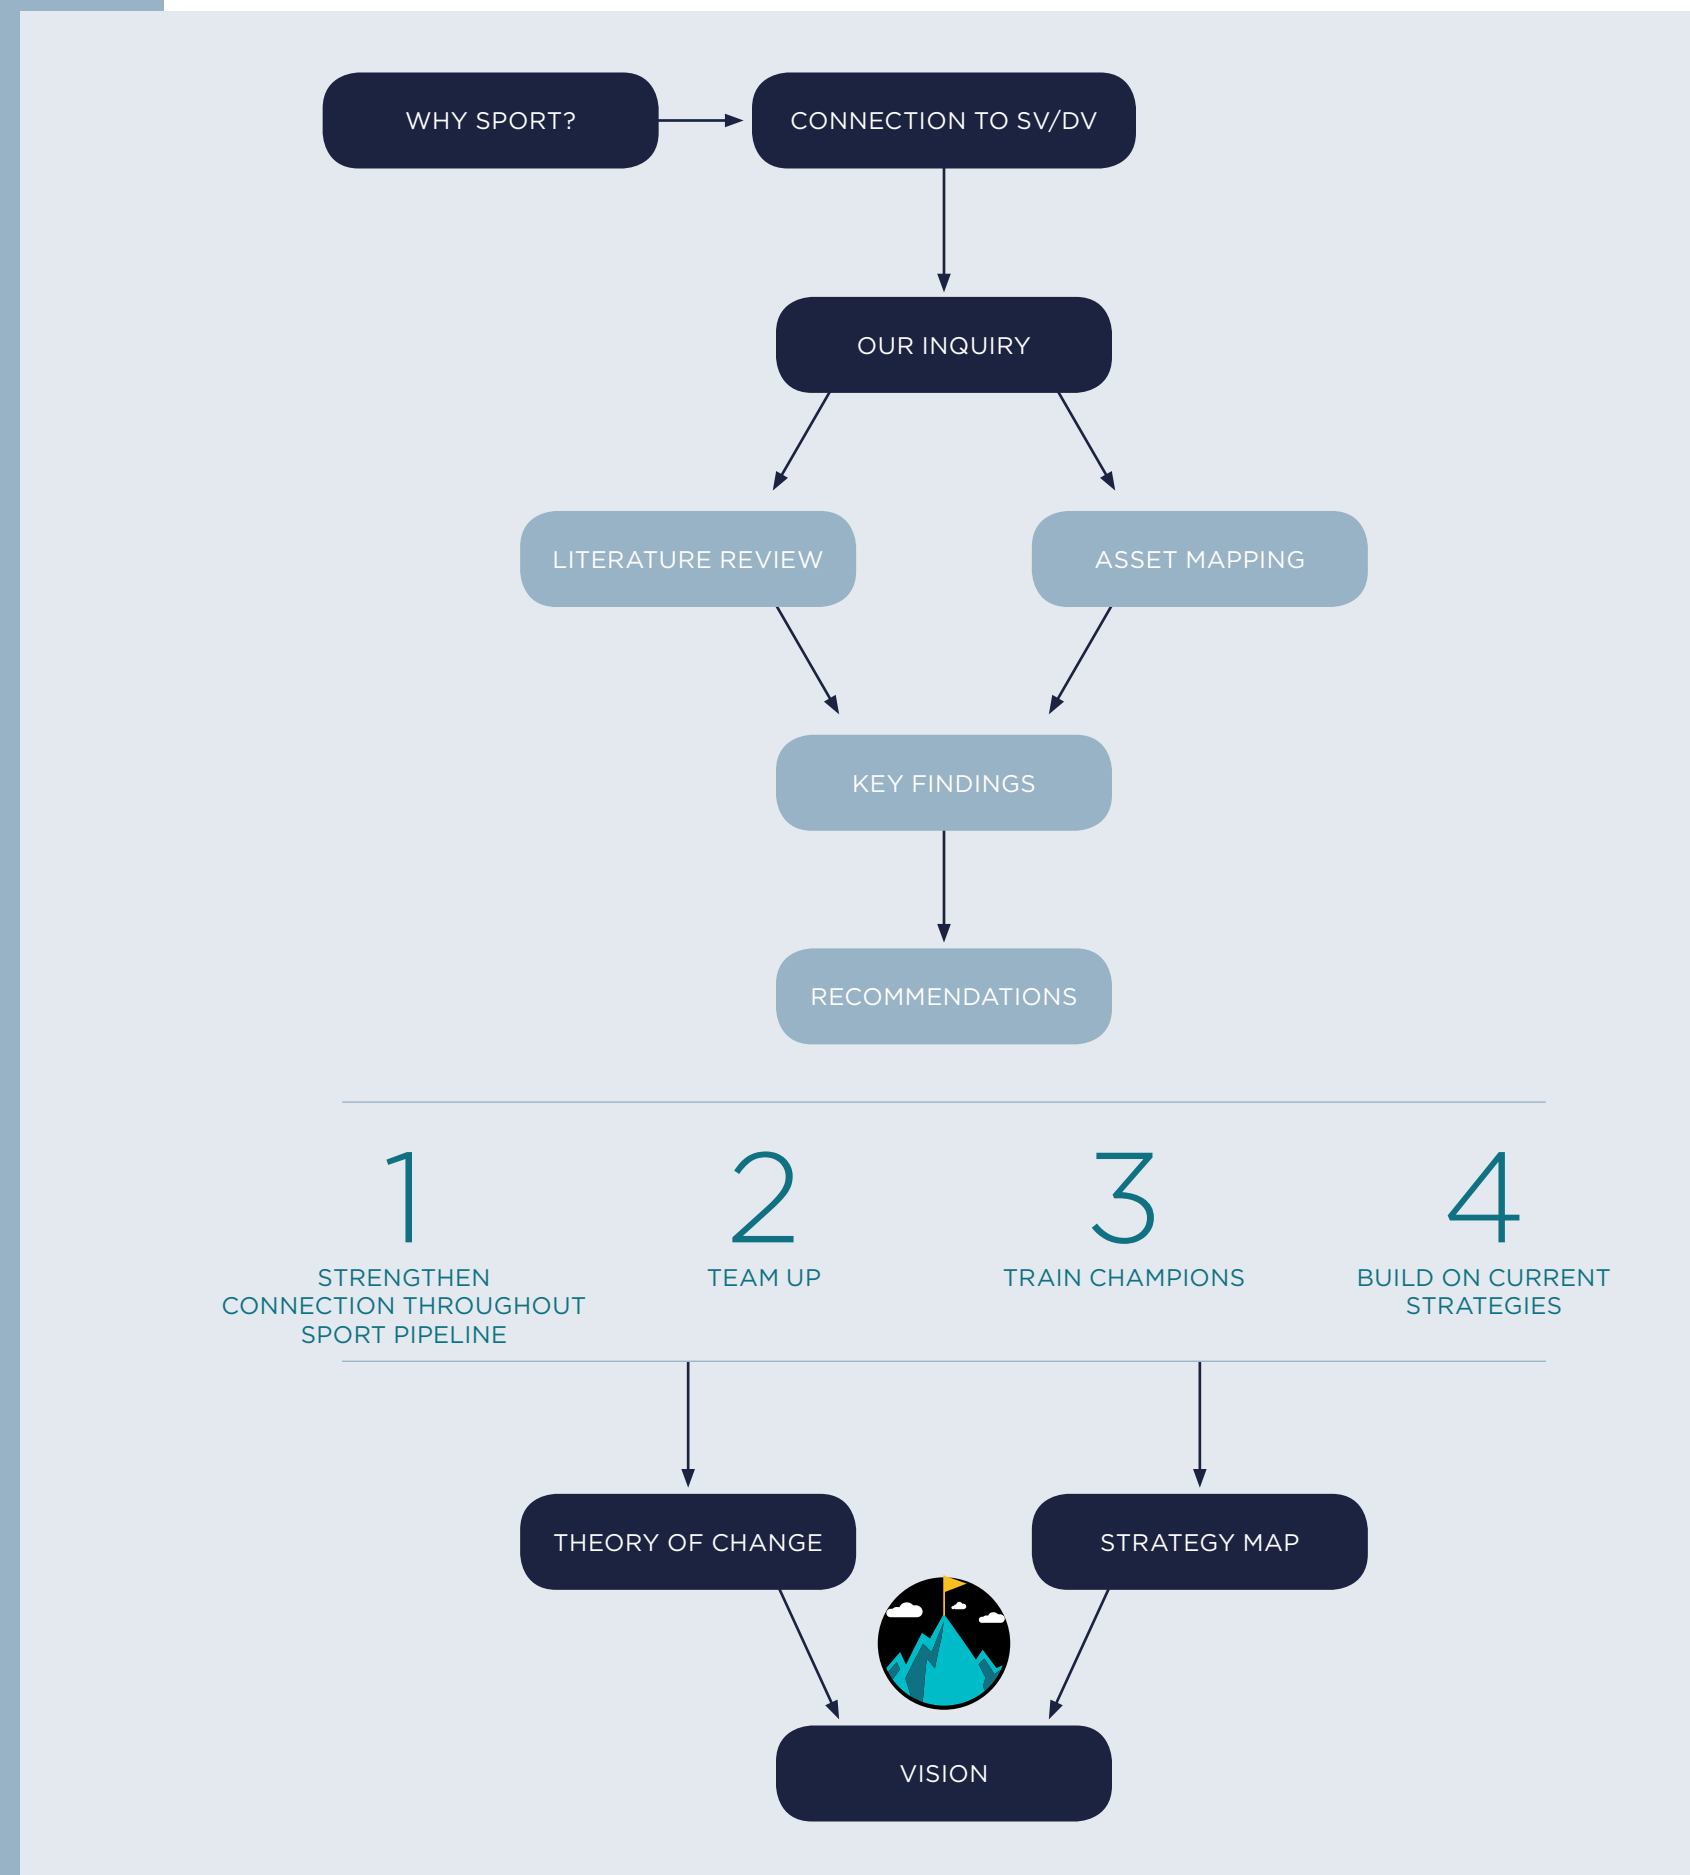 WHY SPORT?
CONNECTION TO SV/DV
OUR INQUIRY
LITERATURE REVIEW
ASSET MAPPING
KEY FINDINGS
RECOMMENDATIONS
1
STRENGTHEN
CONNECTION THROUGHOUT
SPORT PIPELINE
2
TEAM UP
3
TRAIN CHAMPIONS
4
BUILD ON CURRENT
STRATEGIES
THEORY OF CHANGE
STRATEGY MAP
VISION